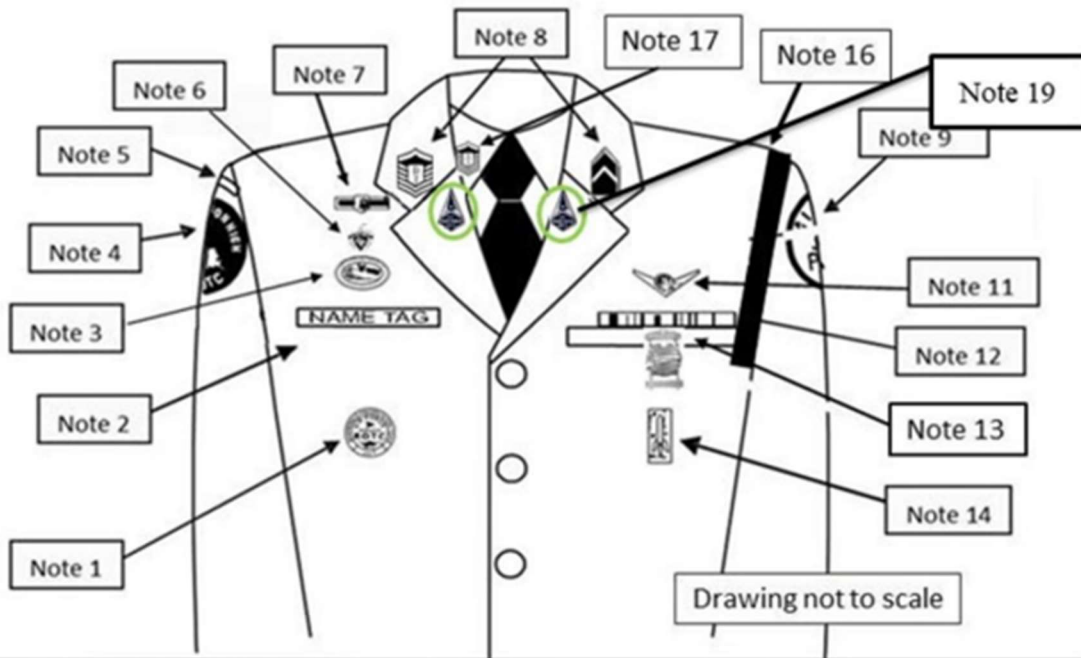 Note 8
Note 17
Note 16
Note 7
Note 19
Note 6
Note 9
Note 5
Note 4
Note 11
Note 3
NAME TAG
Note 12
Note 2
Note 13
Note 14
Note 1
Drawing not to scale